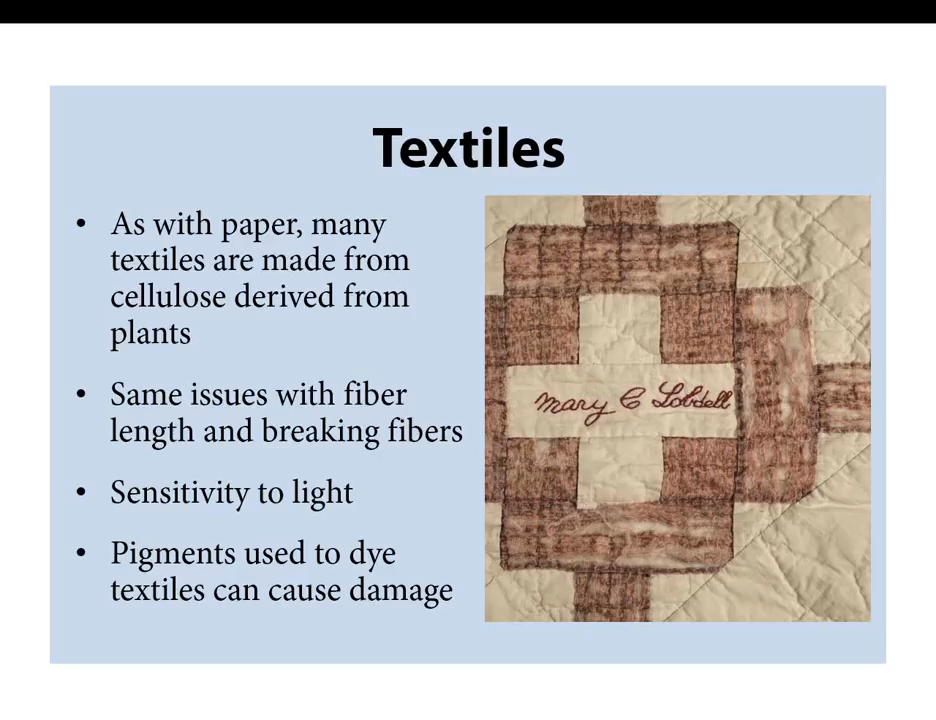 Textiles
• As with paper, many
textiles are made from
cellulose derived from
plants
• Same issues with fiber
length and breaking fibers
• Sensitivity to light
• Pigments used to dye
textiles can cause damage
Mary C Lobdell